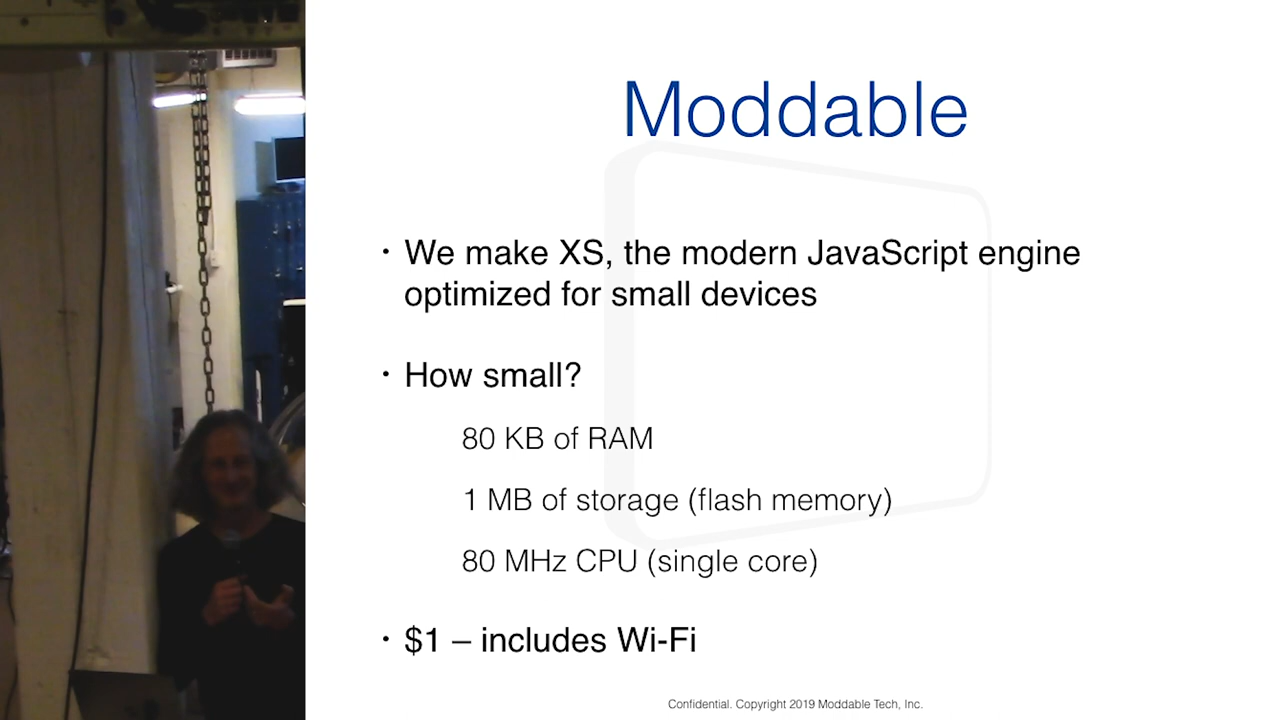 Moddable
· We make XS, the modern JavaScript engine
optimized for small devices
· How small?
80 KB of RAM
1 MB of storage (flash memory)
80 MHz CPU (single core)
· $1 – includes Wi-Fi
Confidential. Copyright 2019 Moddable Tech, Inc.